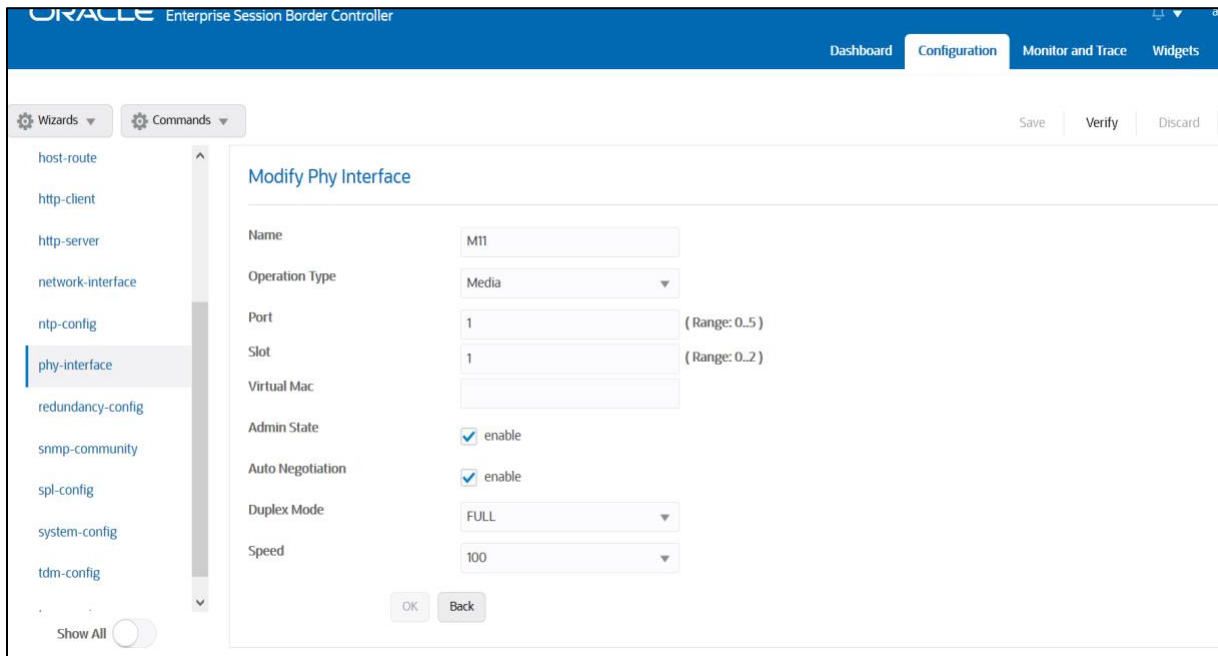 ORACLE Enterprise Session Border Controller
Dashboard Configuration Monitor and Trace Widgets
Wizards Commands Save Verify Discard
host-route
http-client
http-server
network-interface
ntp-config
phy-interface
redundancy-config
snmp-community
spl-config
system-config
tdm-config
Show All
Modify Phy Interface
Name M11
Operation Type Media
Port 1 ( Range: 0..5 )
Slot 1 ( Range: 0..2 )
Virtual Mac
Admin State enable
Auto Negotiation enable
Duplex Mode FULL
Speed 100
OK Back